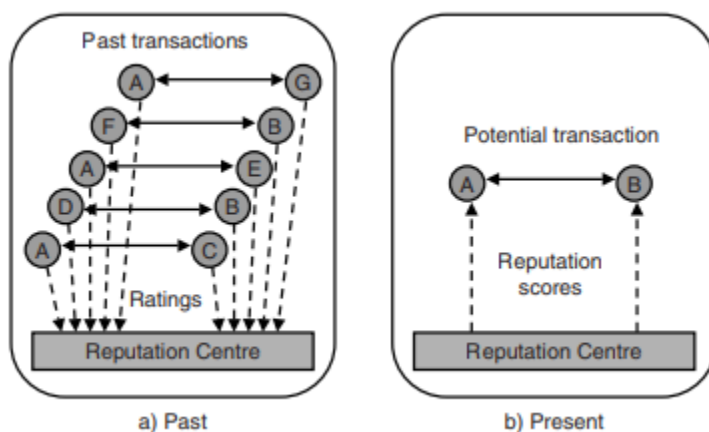 Past transactions
A G
F B
A E
D B
A C
Ratings
Reputation Centre
a) Past
Potential transaction
A B
Reputation
scores
Reputation Centre
b) Present